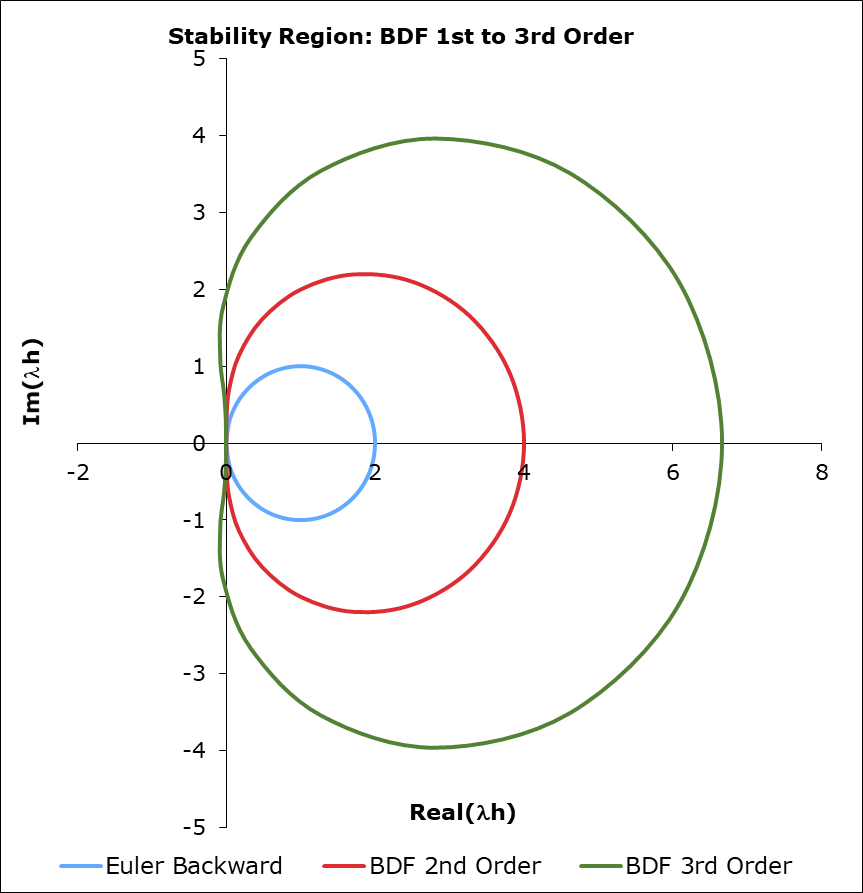 Stability Region: BDF 1st to 3rd Order
5
4
3
2
1
0
-1
-2
-3
-4
-5
-2
0
2
4
6
8
Im(λh)
Real(λh)
Euler Backward
BDF 2nd Order
BDF 3rd Order